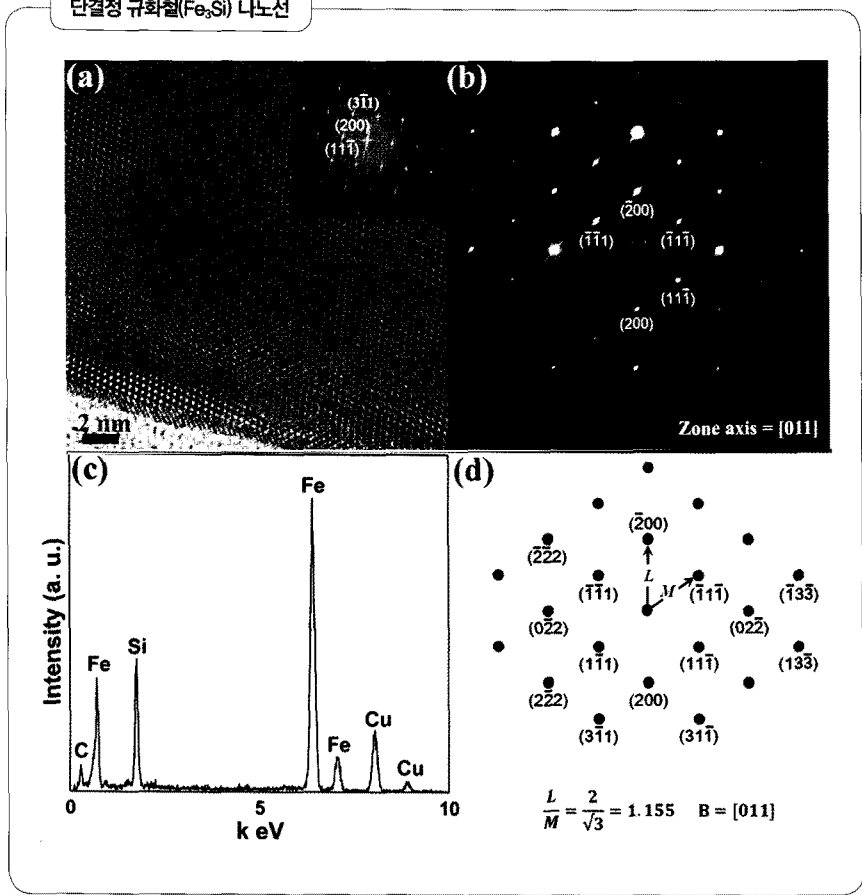 단결정 규화철(Fe₃Si) 나노선
(a)
(3̄11)
(200)
(111̄)
2 nm
(b)
(2̄00)
(1̄1̄1)
(1̄11̄)
(111̄)
(200)
Zone axis = [011]
(c)
Intensity (a. u.)
C
Fe
Si
Fe
Fe
Cu
Cu
0 5 10
k eV
(d)
(2̄00)
(2̄2̄2)
L
M
(1̄1̄1)
(1̄11̄)
(1̄33̄)
(02̄2)
(022̄)
(11̄1)
(111̄)
(133̄)
(22̄2)
(200)
(31̄1)
(311̄)
L/M = 2/√3 = 1.155 B = [011]